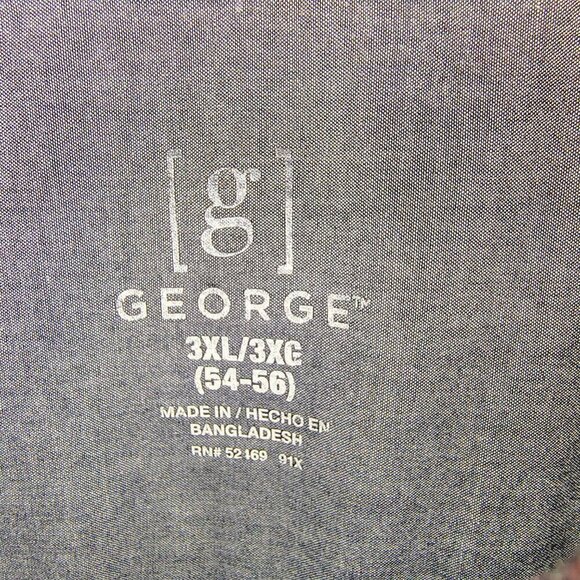 [g]
GEORGE™
3XL/3XG
(54-56)
MADE IN / HECHO EN
BANGLADESH
RN# 52469 91X